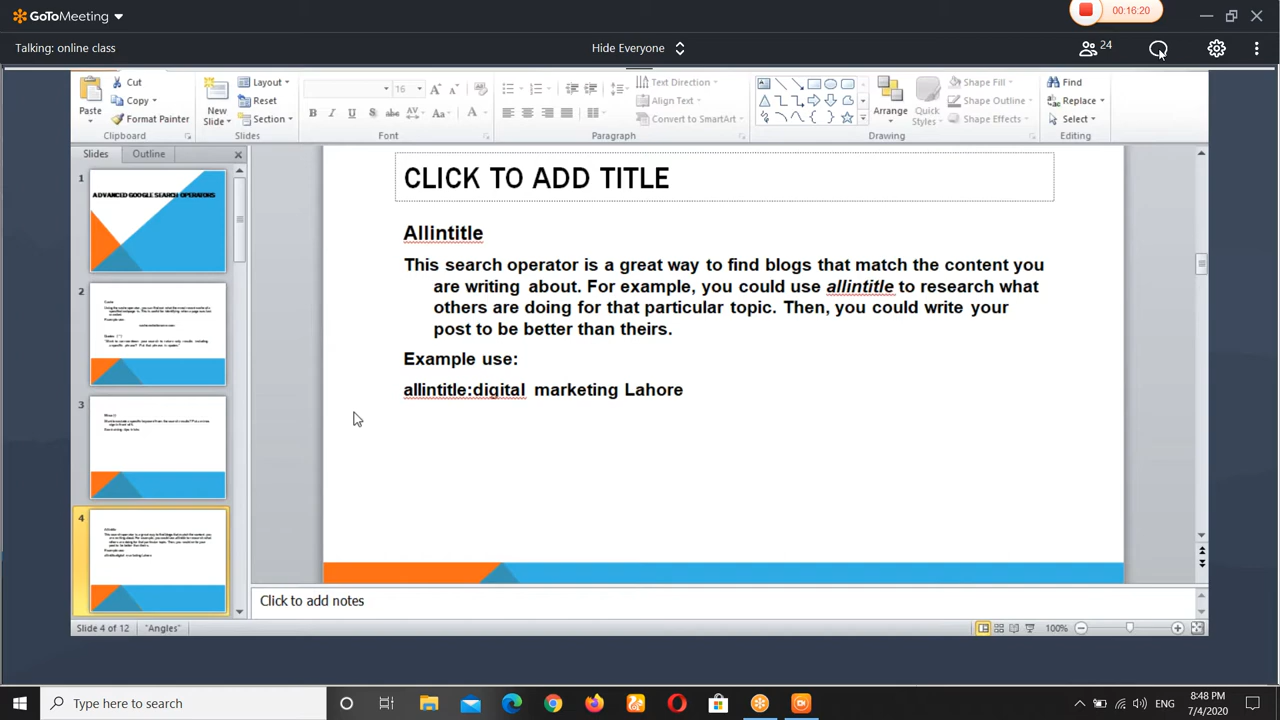 GoToMeeting
00:16:20
Talking: online class
Hide Everyone
24
Cut
Copy
Format Painter
Paste
Clipboard
Layout
Reset
Section
New
Slide
Slides
16
Font
Text Direction
Align Text
Convert to SmartArt
Paragraph
Arrange
Quick
Styles
Shape Fill
Shape Outline
Shape Effects
Drawing
Find
Replace
Select
Editing
Slides
Outline
1
ADVANCED GOOGLE SEARCH OPERATORS
2
3
4
CLICK TO ADD TITLE
Allintitle
This search operator is a great way to find blogs that match the content you
are writing about. For example, you could use allintitle to research what
others are doing for that particular topic. Then, you could write your
post to be better than theirs.
Example use:
allintitle:digital marketing Lahore
Click to add notes
Slide 4 of 12
"Angles"
100%
Type here to search
ENG
8:48 PM
7/4/2020